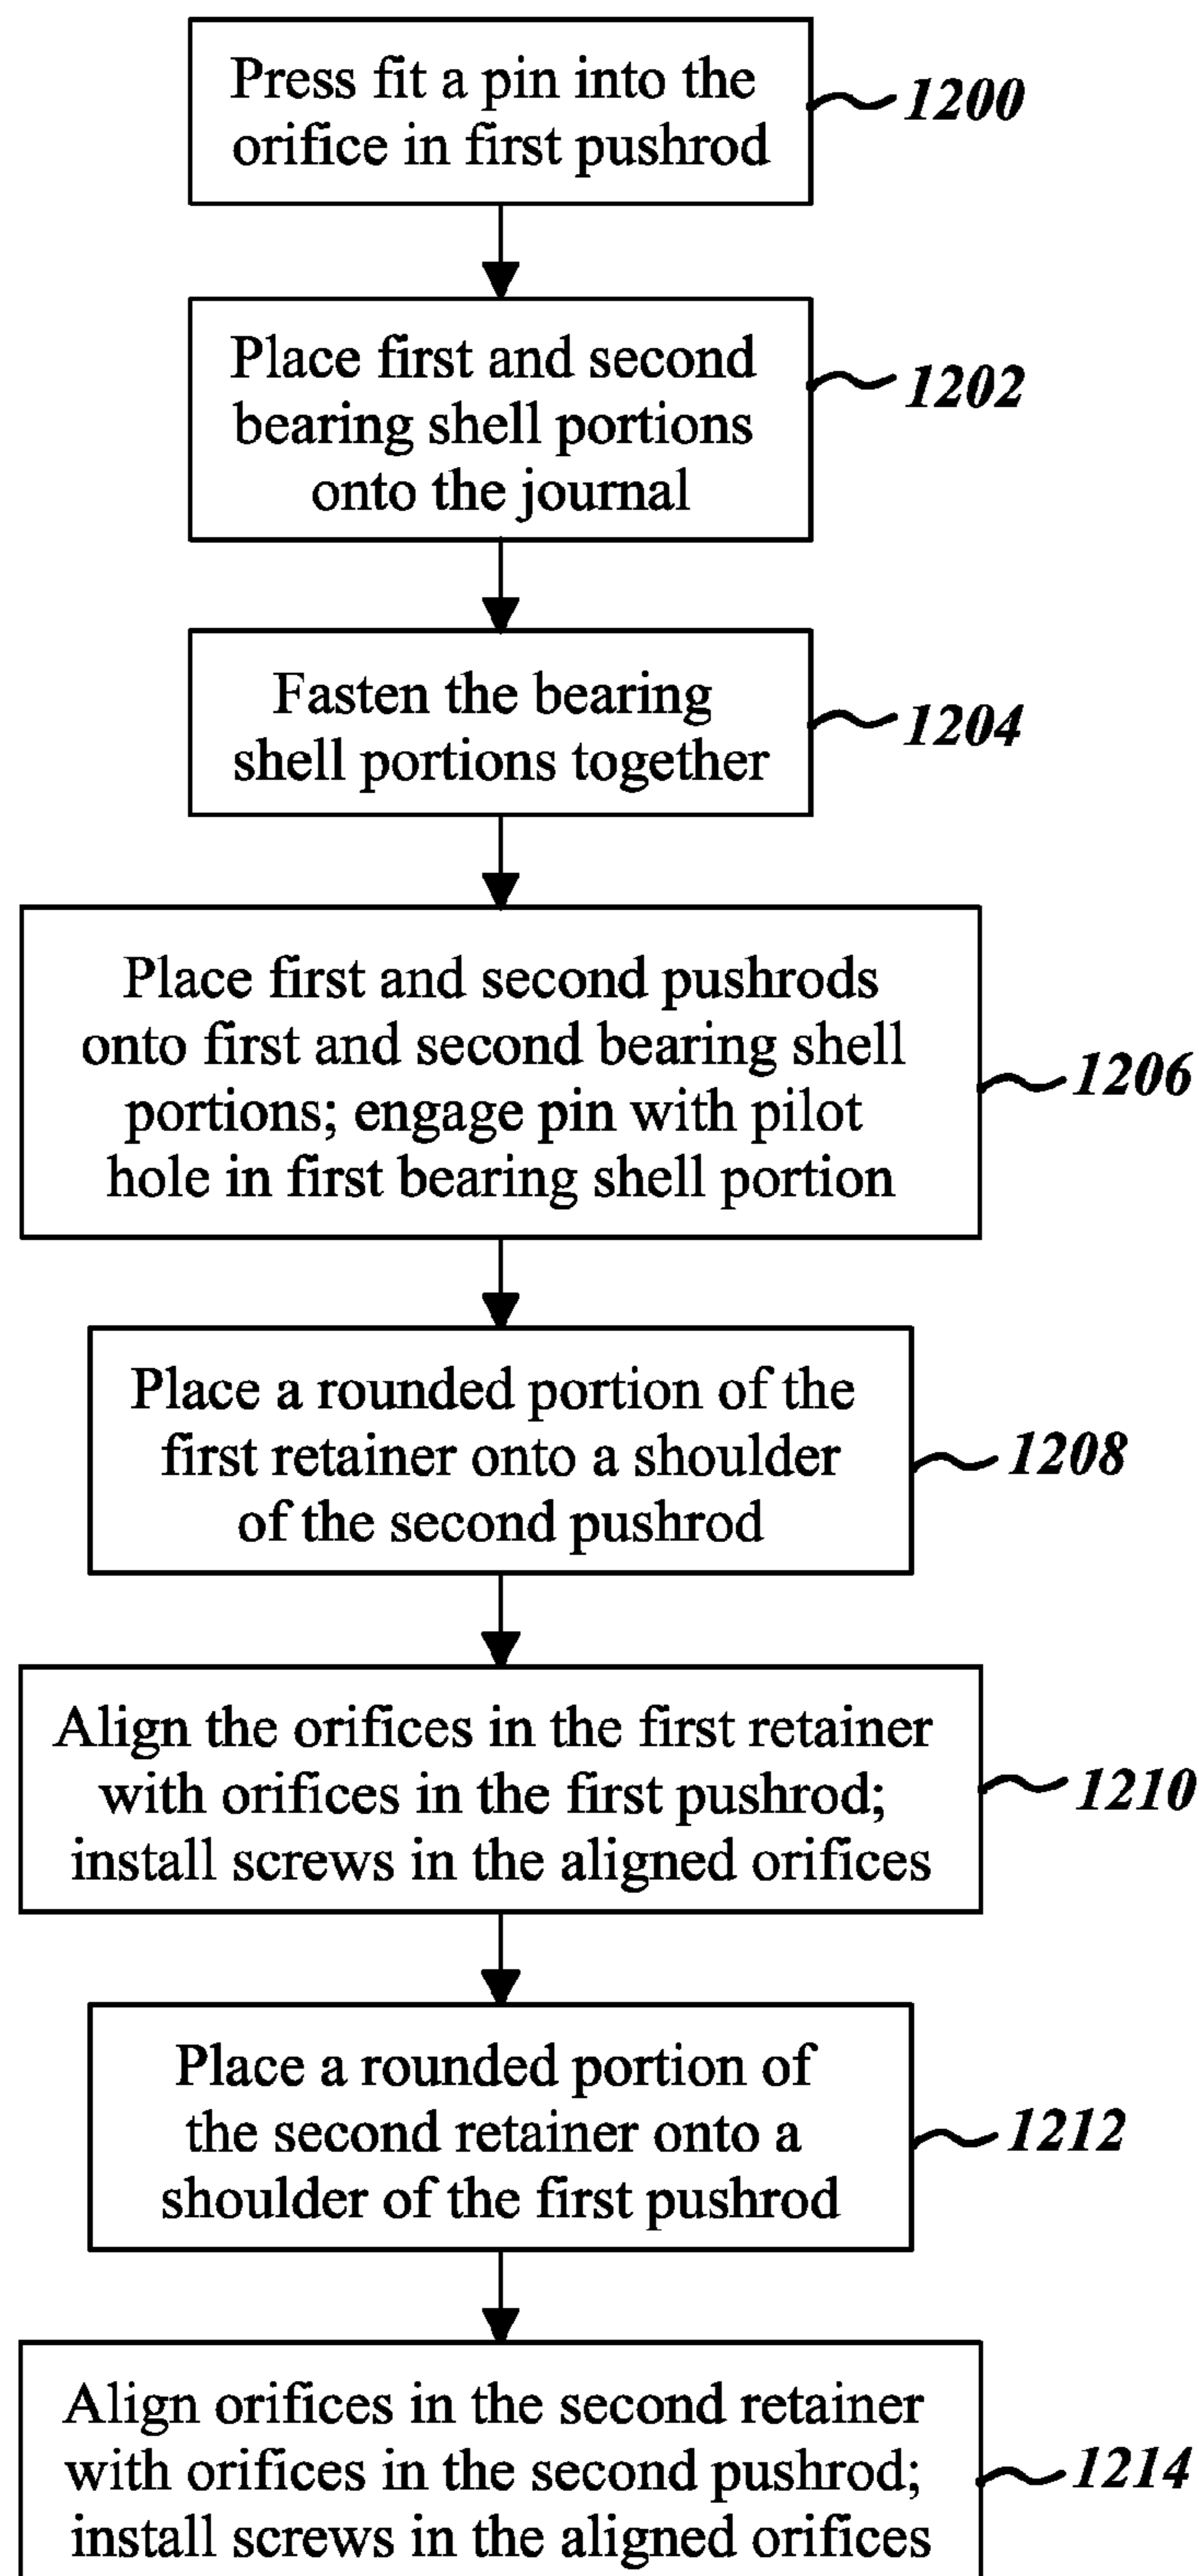 Press fit a pin into the
orifice in first pushrod
1200
Place first and second
bearing shell portions
onto the journal
1202
Fasten the bearing
shell portions together
1204
Place first and second pushrods
onto first and second bearing shell
portions; engage pin with pilot
hole in first bearing shell portion
1206
Place a rounded portion of the
first retainer onto a shoulder
of the second pushrod
1208
Align the orifices in the first retainer
with orifices in the first pushrod;
install screws in the aligned orifices
1210
Place a rounded portion of
the second retainer onto a
shoulder of the first pushrod
1212
Align orifices in the second retainer
with orifices in the second pushrod;
install screws in the aligned orifices
1214